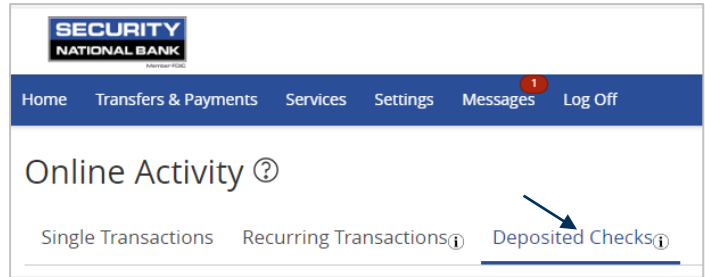 SECURITY
NATIONAL BANK
Member FDIC
1
Home Transfers & Payments Services Settings Messages Log Off
Online Activity ?
Single Transactions Recurring Transactions i Deposited Checks i